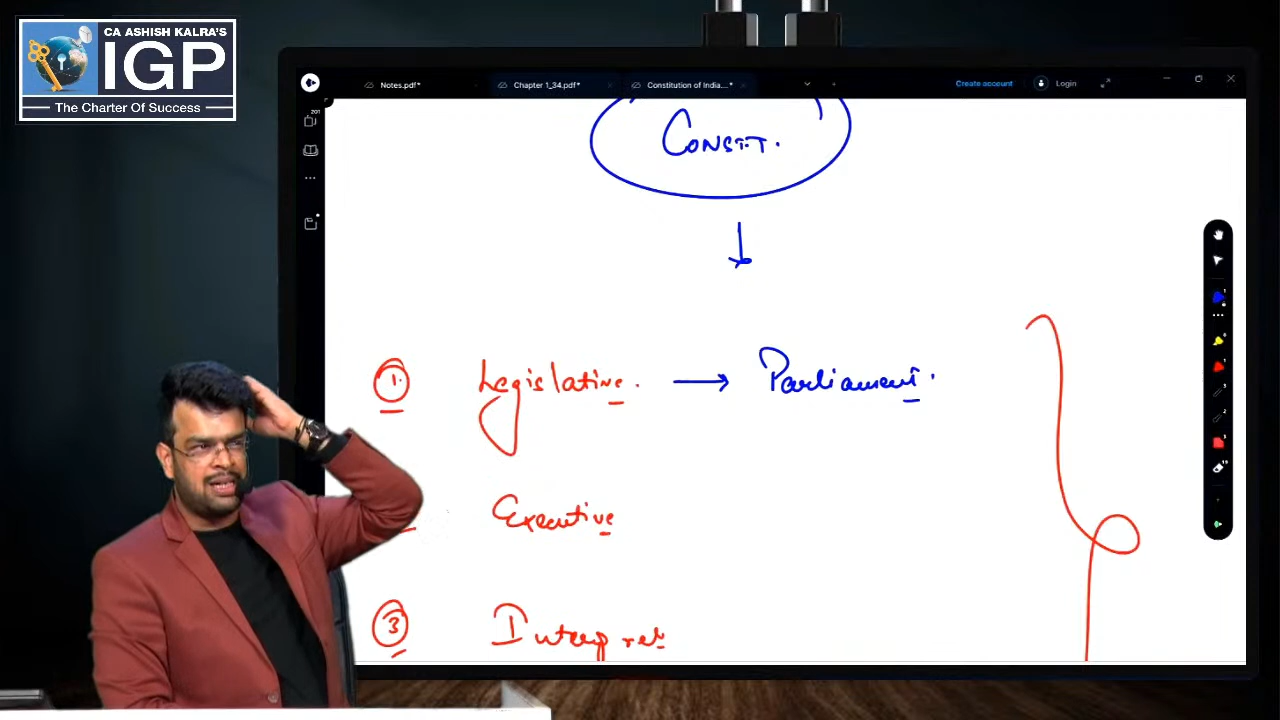 CA ASHISH KALRA'S
IGP
The Charter Of Success
Notes.pdf*
Chapter 1_34.pdf*
Constitution of India....*
Create account
Login
CONSTT.
1. Legislative. → Parliament.
Executive
3 Interpret